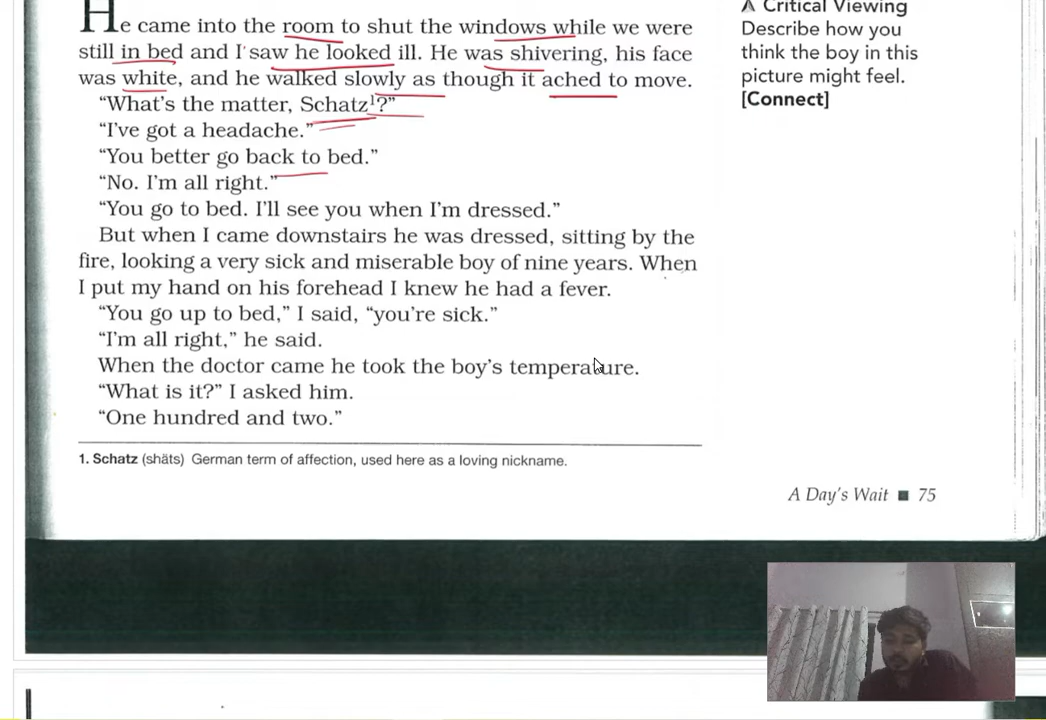 He came into the room to shut the windows while we were
still in bed and I saw he looked ill. He was shivering, his face
was white, and he walked slowly as though it ached to move.
“What’s the matter, Schatz¹?”
“I’ve got a headache.”
“You better go back to bed.”
“No. I’m all right.”
“You go to bed. I’ll see you when I’m dressed.”
But when I came downstairs he was dressed, sitting by the
fire, looking a very sick and miserable boy of nine years. When
I put my hand on his forehead I knew he had a fever.
“You go up to bed,” I said, “you’re sick.”
“I’m all right,” he said.
When the doctor came he took the boy’s temperature.
“What is it?” I asked him.
“One hundred and two.”
1. Schatz (shäts) German term of affection, used here as a loving nickname.
A Day’s Wait ■ 75
Critical Viewing
Describe how you
think the boy in this
picture might feel.
[Connect]